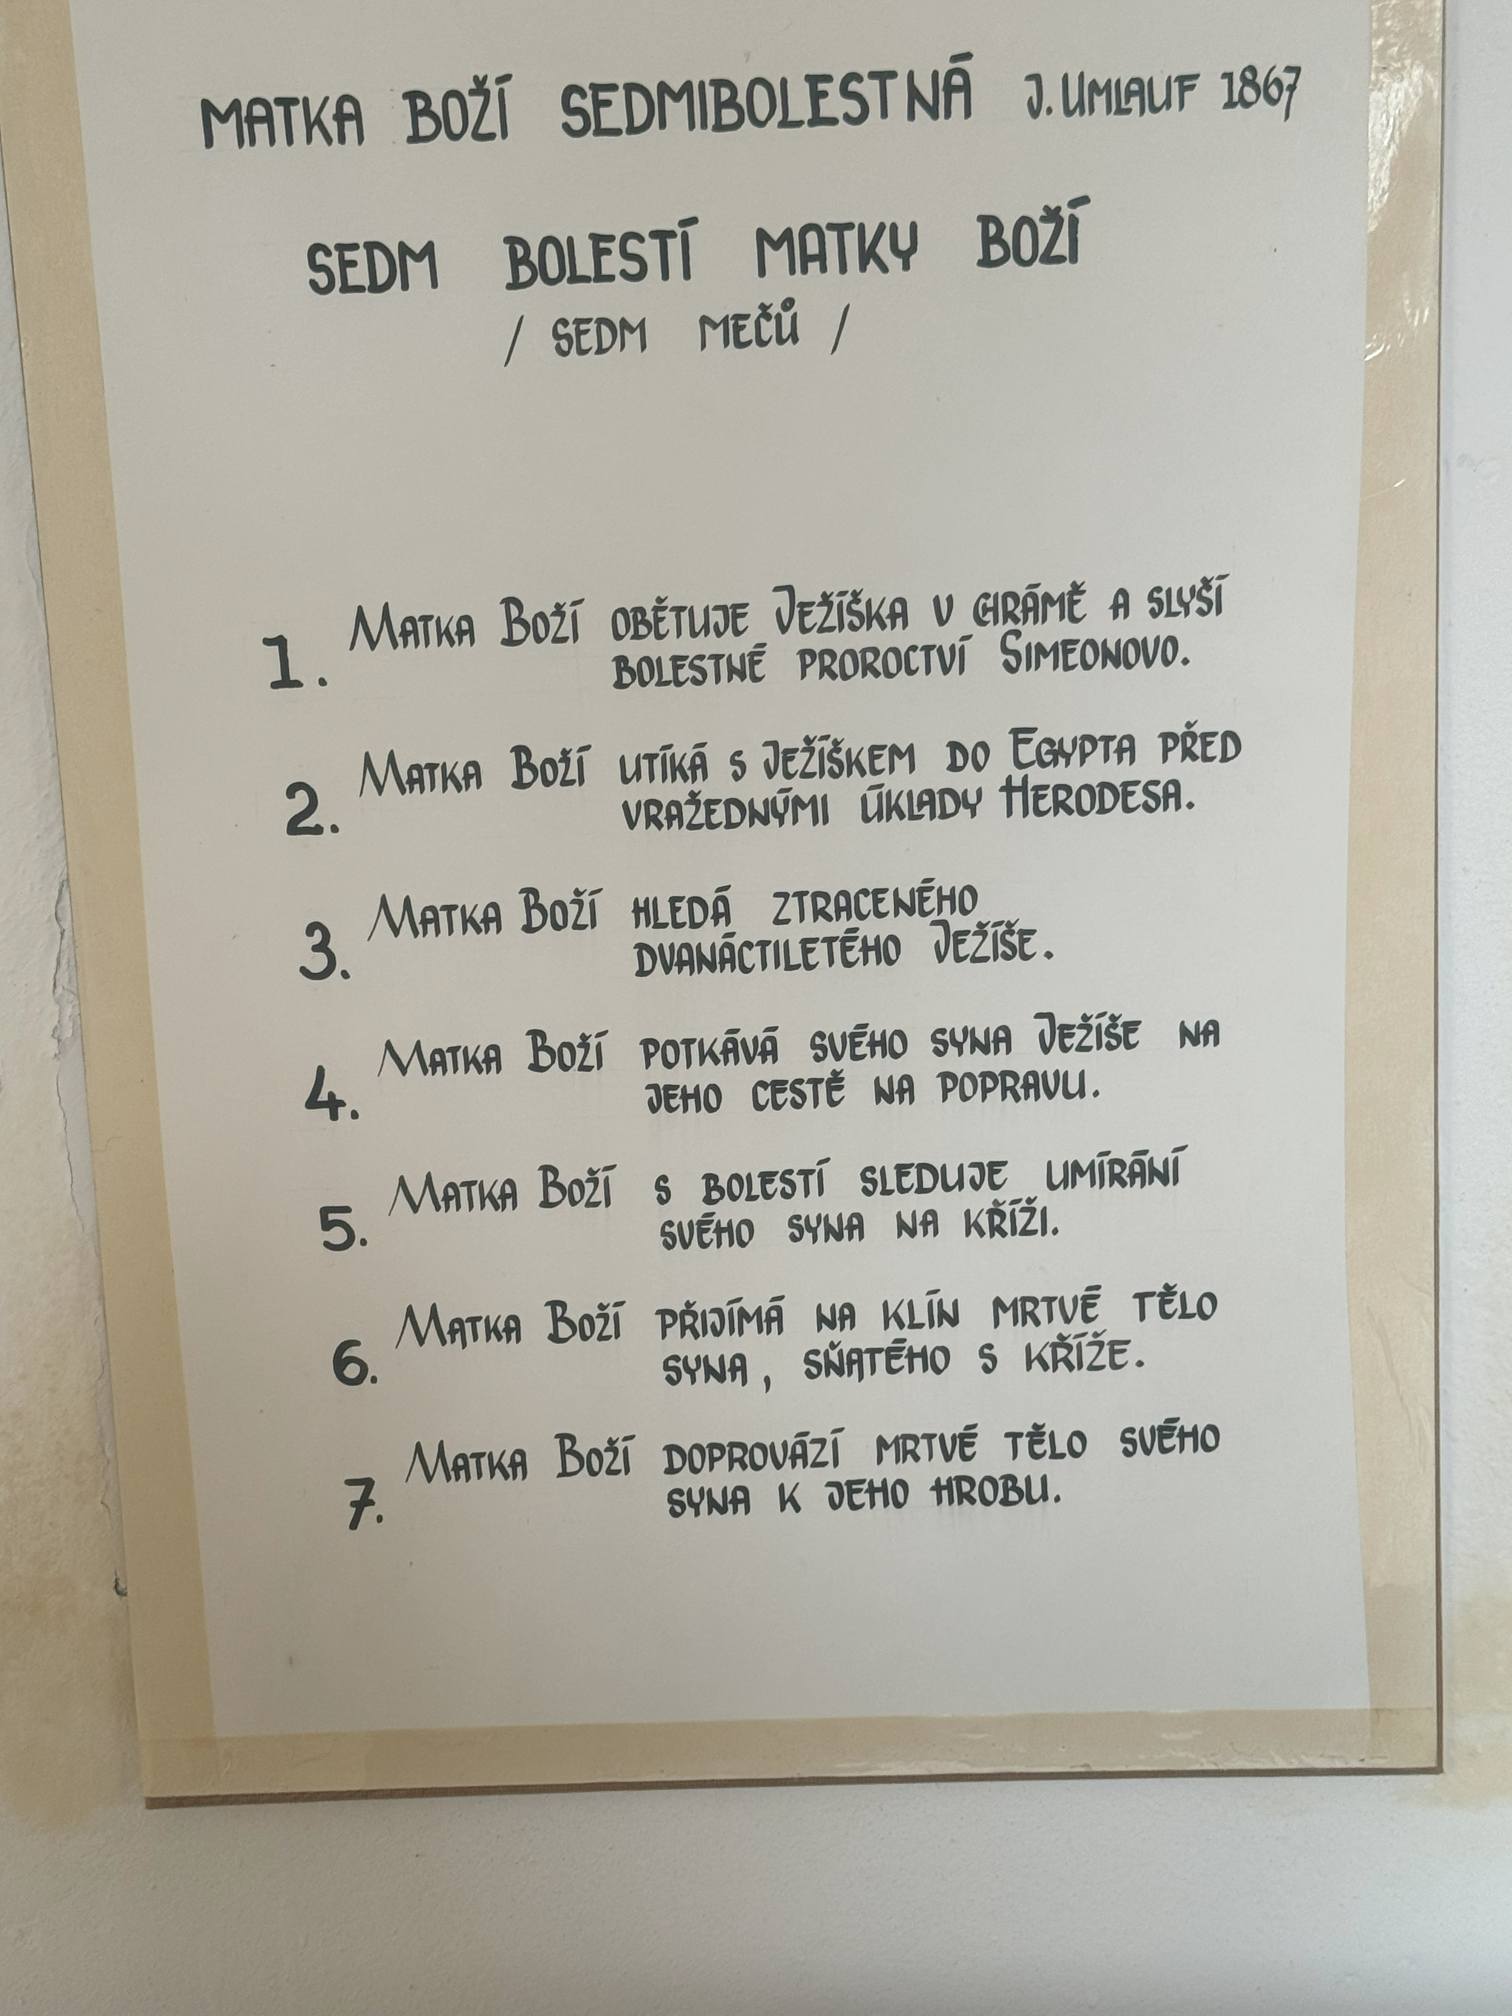 MATKA BOŽÍ SEDMIBOLESTNÁ J. UMLAUF 1867
SEDM BOLESTÍ MATKY BOŽÍ
/ SEDM MEČŮ /
1. MATKA BOŽÍ OBĚTUJE JEŽÍŠKA V CHRÁMĚ A SLYŠÍ
BOLESTNÉ PROROCTVÍ SIMEONOVO.
2. MATKA BOŽÍ UTÍKÁ S JEŽÍŠKEM DO EGYPTA PŘED
VRAŽEDNÝMI ÚKLADY HERODESA.
3. MATKA BOŽÍ HLEDÁ ZTRACENÉHO
DVANÁCTILETÉHO JEŽÍŠE.
4. MATKA BOŽÍ POTKÁVÁ SVÉHO SYNA JEŽÍŠE NA
JEHO CESTĚ NA POPRAVU.
5. MATKA BOŽÍ S BOLESTÍ SLEDUJE UMÍRÁNÍ
SVÉHO SYNA NA KŘÍŽI.
6. MATKA BOŽÍ PŘIJÍMÁ NA KLÍN MRTVÉ TĚLO
SYNA, SŇATÉHO S KŘÍŽE.
7. MATKA BOŽÍ DOPROVÁZÍ MRTVÉ TĚLO SVÉHO
SYNA K JEHO HROBU.